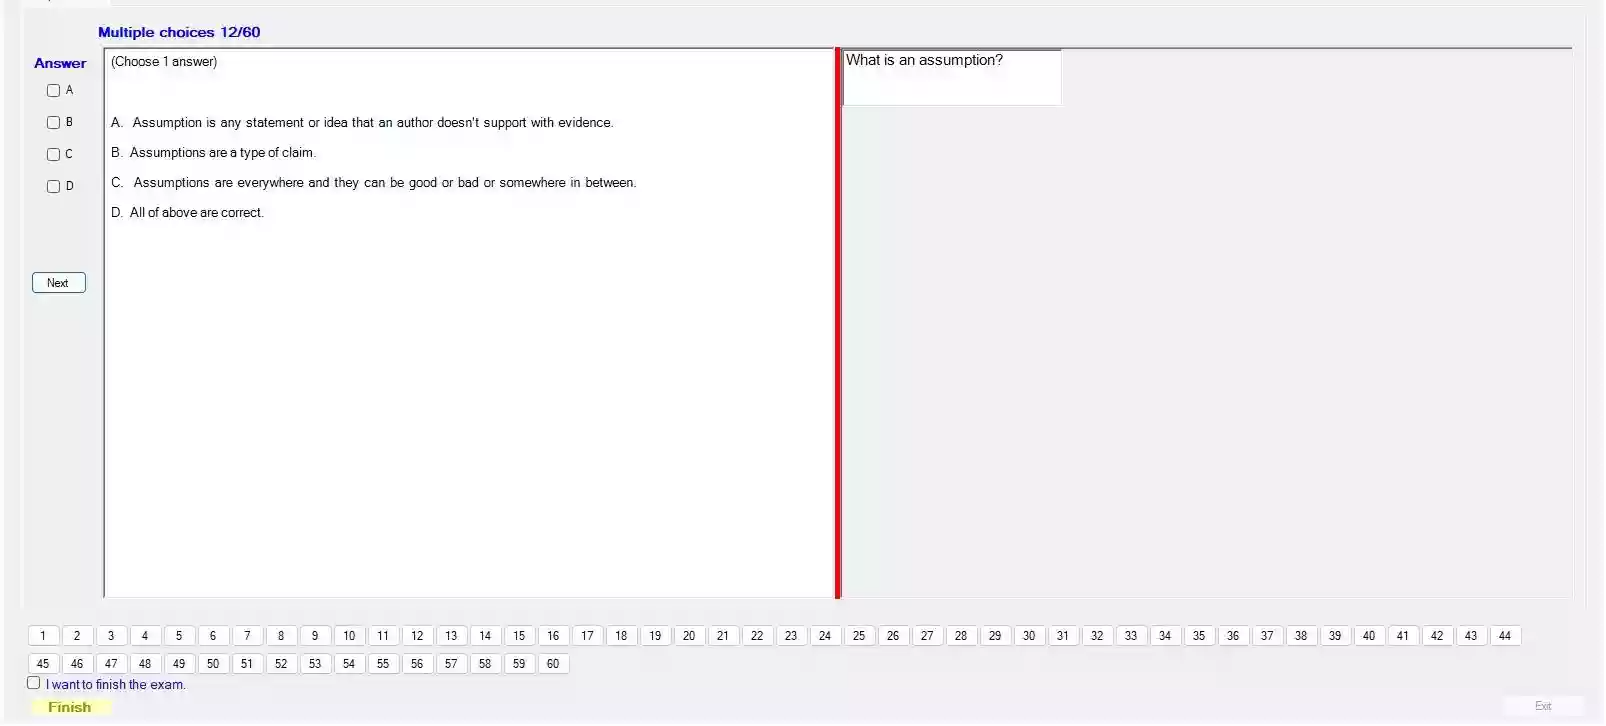 Multiple choices 12/60
Answer
(Choose 1 answer)
What is an assumption?
A
B
C
D
A. Assumption is any statement or idea that an author doesn't support with evidence.
B. Assumptions are a type of claim.
C. Assumptions are everywhere and they can be good or bad or somewhere in between.
D. All of above are correct.
Next
1 2 3 4 5 6 7 8 9 10 11 12 13 14 15 16 17 18 19 20 21 22 23 24 25 26 27 28 29 30 31 32 33 34 35 36 37 38 39 40 41 42 43 44
45 46 47 48 49 50 51 52 53 54 55 56 57 58 59 60
I want to finish the exam.
Finish
Exit